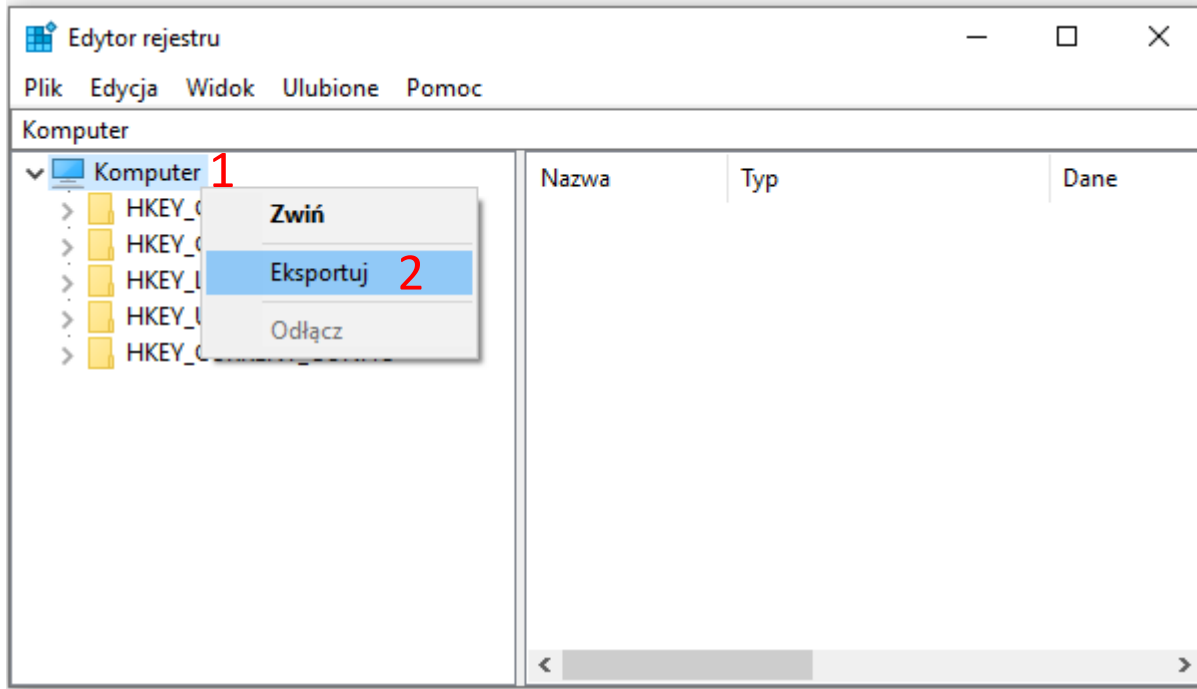 Edytor rejestru
Plik Edycja Widok Ulubione Pomoc
Komputer
Komputer 1
Nazwa Typ Dane
Zwiń
Eksportuj 2
Odłącz